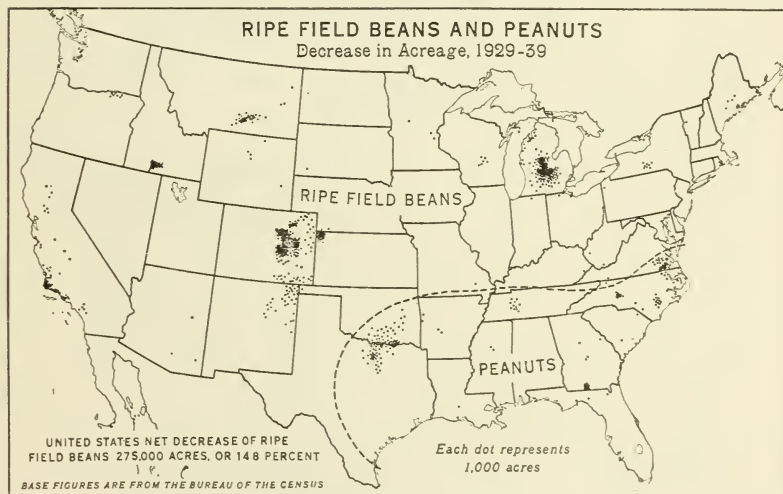 RIPE FIELD BEANS AND PEANUTS
Decrease in Acreage, 1929-39
RIPE FIELD BEANS
PEANUTS
UNITED STATES NET DECREASE OF RIPE
FIELD BEANS 275,000 ACRES, OR 148 PERCENT
BASE FIGURES ARE FROM THE BUREAU OF THE CENSUS
Each dot represents
1,000 acres